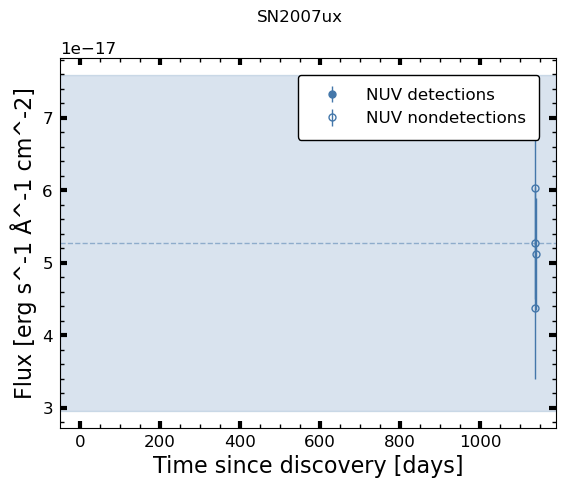 SN2007ux
1e−17
NUV detections
NUV nondetections
7
6
5
4
3
Flux [erg s^-1 Å^-1 cm^-2]
0 200 400 600 800 1000
Time since discovery [days]